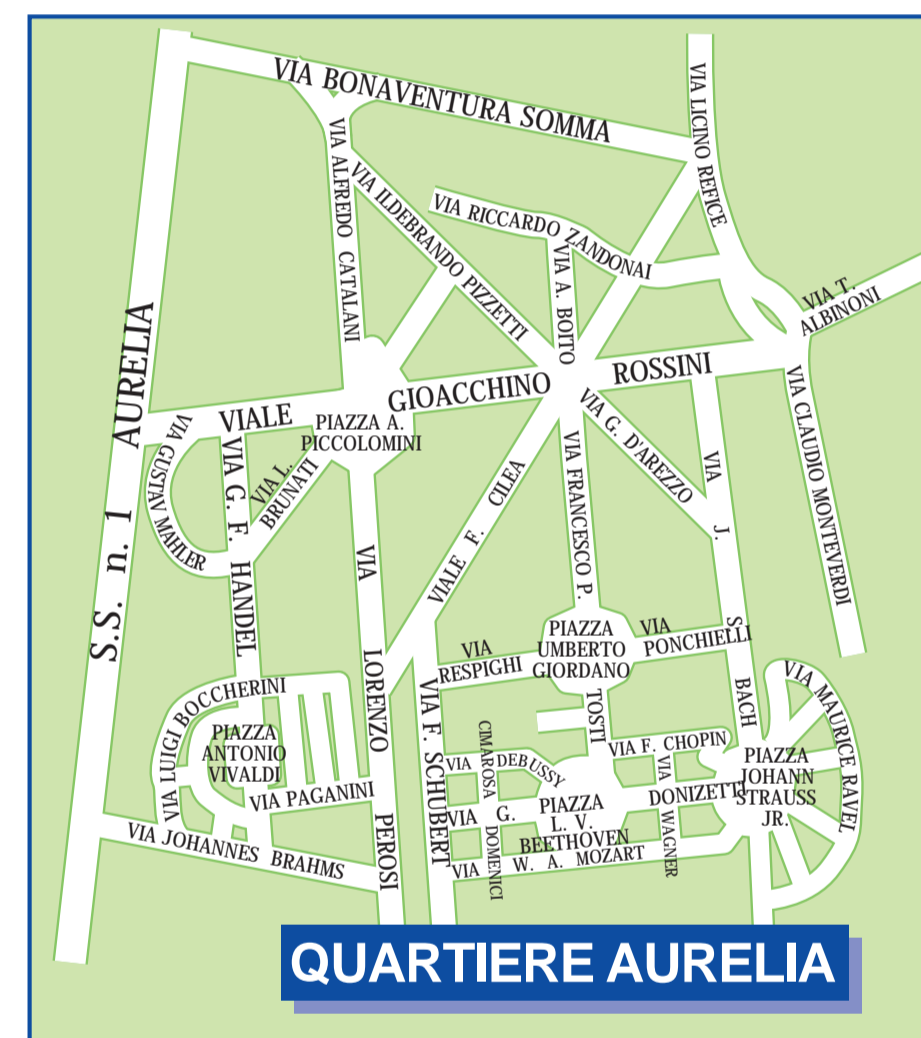 VIA BONAVENTURA SOMMA
VIA LICINO REFICE
VIA ALFREDO CATALANI
VIA ILDEBRANDO PIZZETTI
VIA RICCARDO ZANDONAI
VIA A. BOITO
VIA T.
ALBINONI
S.S. n. 1 AURELIA
VIALE GIOACCHINO ROSSINI
PIAZZA A.
PICCOLOMINI
VIA GUSTAV MAHLER
VIA G. F. HANDEL
VIA L.
BRUNATI
VIA G. D'AREZZO
VIA CLAUDIO MONTEVERDI
VIALE F. CILEA
VIA FRANCESCO P. TOSTI
VIA J. S. BACH
VIA LORENZO PEROSI
PIAZZA
UMBERTO
GIORDANO
VIA
RESPIGHI
VIA
PONCHIELLI
VIA LUIGI BOCCHERINI
PIAZZA
ANTONIO
VIVALDI
VIA PAGANINI
VIA JOHANNES BRAHMS
VIA F. SCHUBERT
CIMAROSA
VIA DEBUSSY
VIA F. CHOPIN
VIA MAURICE RAVEL
PIAZZA
JOHANN
STRAUSS
JR.
VIA G. DONIZETTI
PIAZZA
L. V.
BEETHOVEN
DOMENICI
VIA WAGNER
VIA W. A. MOZART
QUARTIERE AURELIA